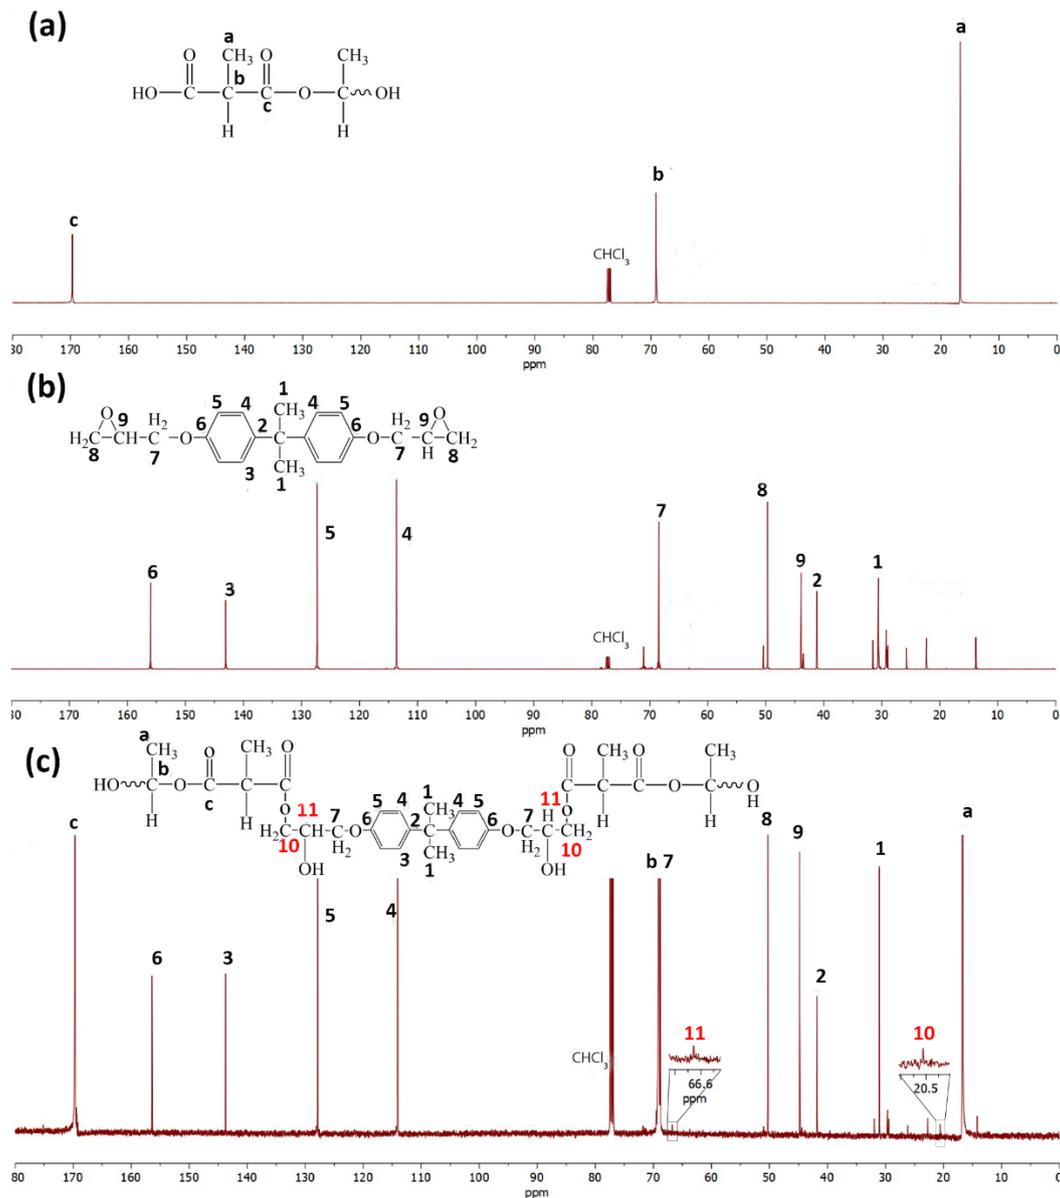 (a)
a
a
CH₃ O CH₃
b
HO C C C O C OH
c
H H
b
c
CHCl₃
80 170 160 150 140 130 120 110 100 90 80 70 60 50 40 30 20 10 0
ppm
(b)
1
5 4 CH₃ 4 5
O 9 H₂ H₂ 9 O
6 2 6
H₂C CH C O O C C CH₂
8 7 CH₃ 7 H 8
3 1
8
7
5 4
6 9 1
3 2
CHCl₃
80 170 160 150 140 130 120 110 100 90 80 70 60 50 40 30 20 10 0
ppm
(c)
a
CH₃ O CH₃ O O CH₃ O CH₃
b
HO C O C C C C C C O C O
c H
H H H H
O 11 11 O
7 5 4 1 4 5 7 H
H₂C C 6 2 CH₃ 6 O CH₂
10 H₂ 3 CH₃ H₂ 10
OH 1 OH
c 8 a
9
b 7 1
5 4
6 3
2
11 10
CHCl₃
66.6 20.5
ppm
80 170 160 150 140 130 120 110 100 90 80 70 60 50 40 30 20 10 0
ppm